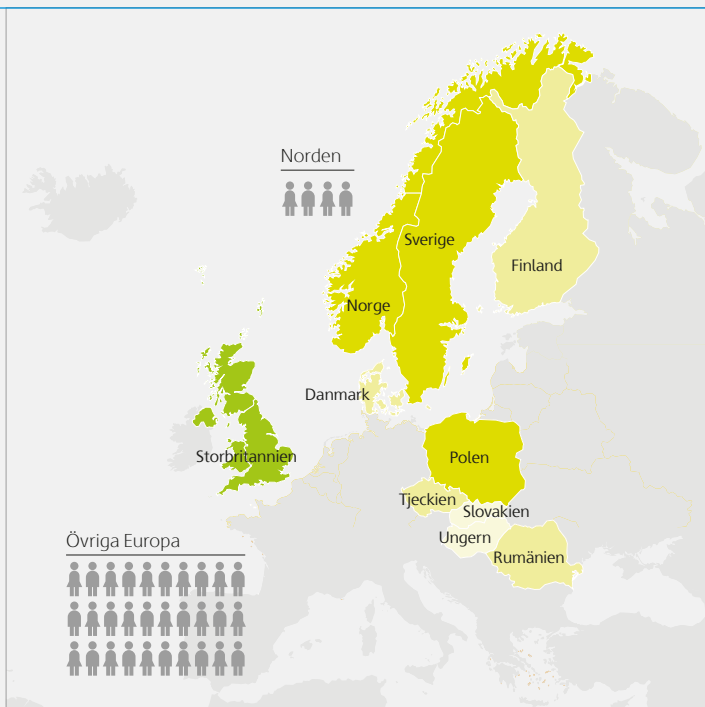 Norden
Sverige
Finland
Norge
Danmark
Storbritannien
Polen
Tjeckien
Slovakien
Ungern
Övriga Europa
Rumänien